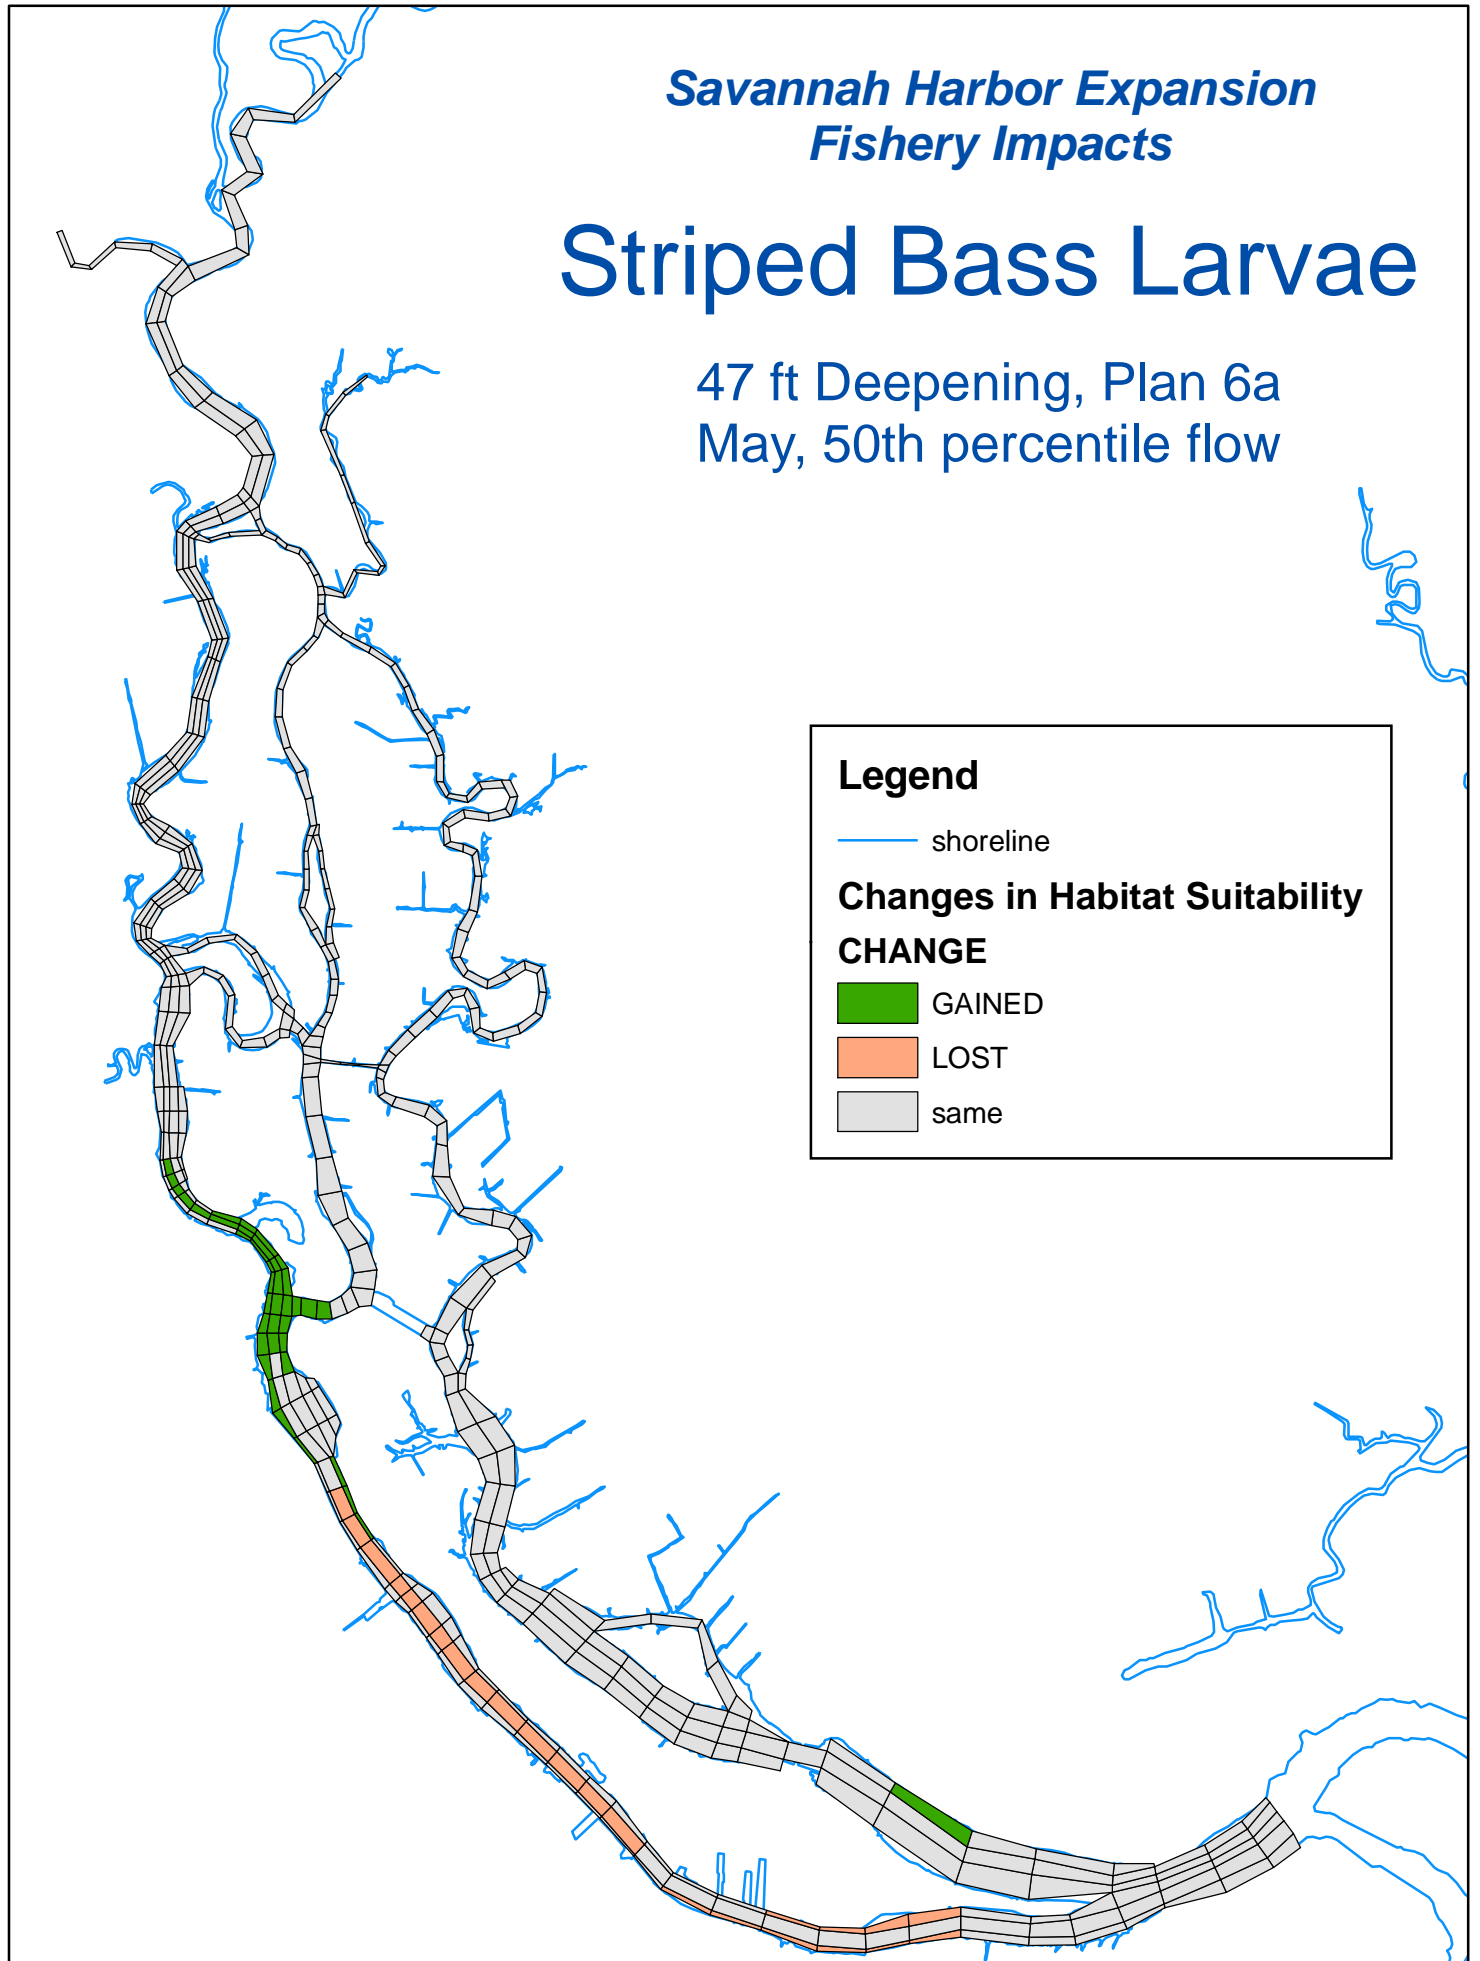 Savannah Harbor Expansion
Fishery Impacts
Striped Bass Larvae
47 ft Deepening, Plan 6a
May, 50th percentile flow
Legend
shoreline
Changes in Habitat Suitability
CHANGE
GAINED
LOST
same